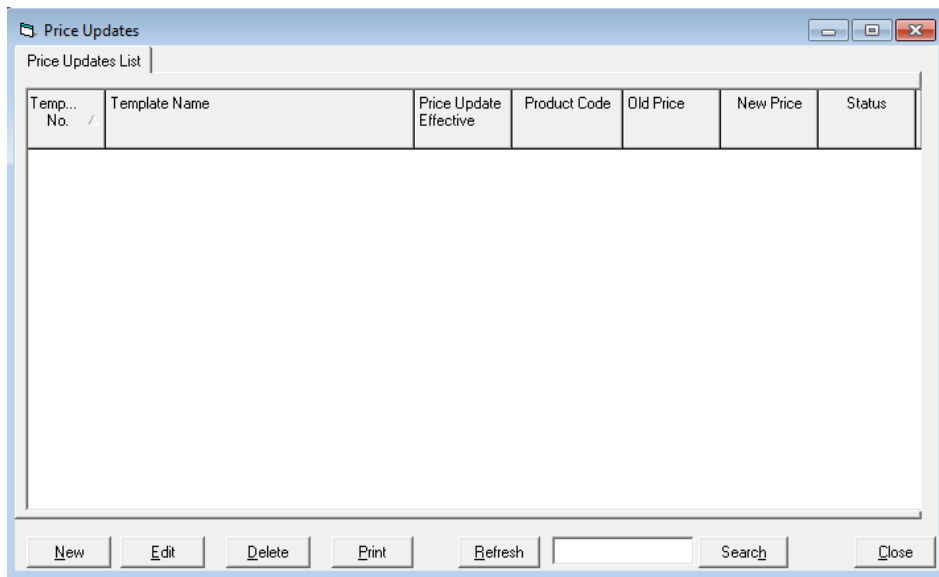 Price Updates
Price Updates List
Temp... Template Name Price Update Product Code Old Price New Price Status
No. Effective
New Edit Delete Print Refresh Search Close